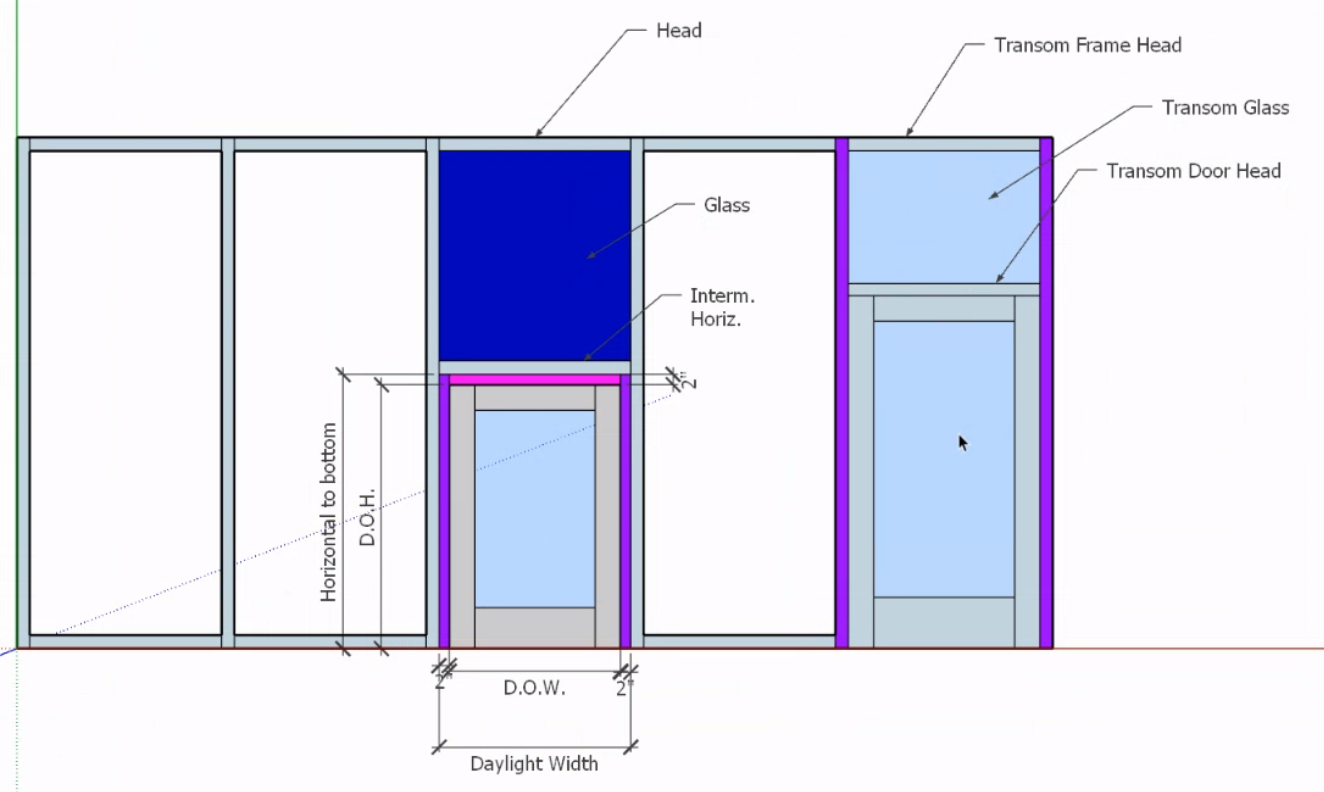 Head
Transom Frame Head
Transom Glass
Transom Door Head
Glass
Interm.
Horiz.
2"
Horizontal to bottom
D.O.H.
2"
D.O.W.
2"
Daylight Width